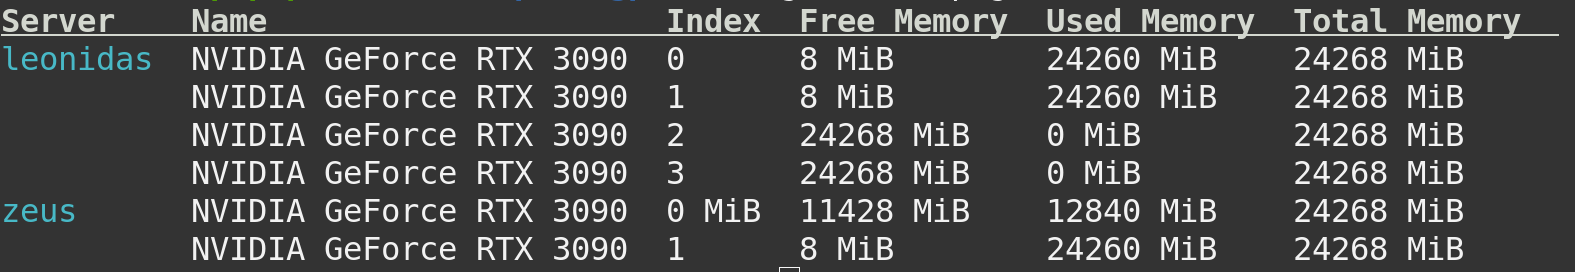 Server Name Index Free Memory Used Memory Total Memory
leonidas NVIDIA GeForce RTX 3090 0 8 MiB 24260 MiB 24268 MiB
NVIDIA GeForce RTX 3090 1 8 MiB 24260 MiB 24268 MiB
NVIDIA GeForce RTX 3090 2 24268 MiB 0 MiB 24268 MiB
NVIDIA GeForce RTX 3090 3 24268 MiB 0 MiB 24268 MiB
zeus NVIDIA GeForce RTX 3090 0 MiB 11428 MiB 12840 MiB 24268 MiB
NVIDIA GeForce RTX 3090 1 8 MiB 24260 MiB 24268 MiB